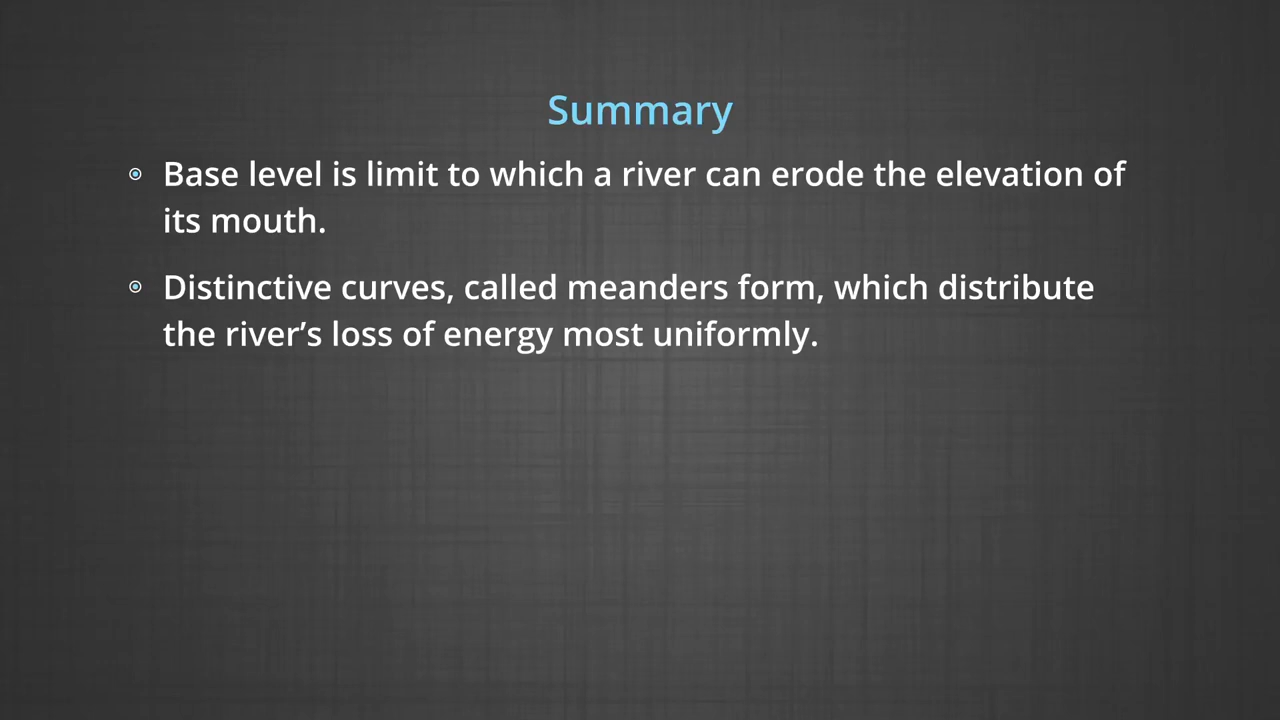 Summary
Base level is limit to which a river can erode the elevation of
its mouth.
Distinctive curves, called meanders form, which distribute
the river’s loss of energy most uniformly.